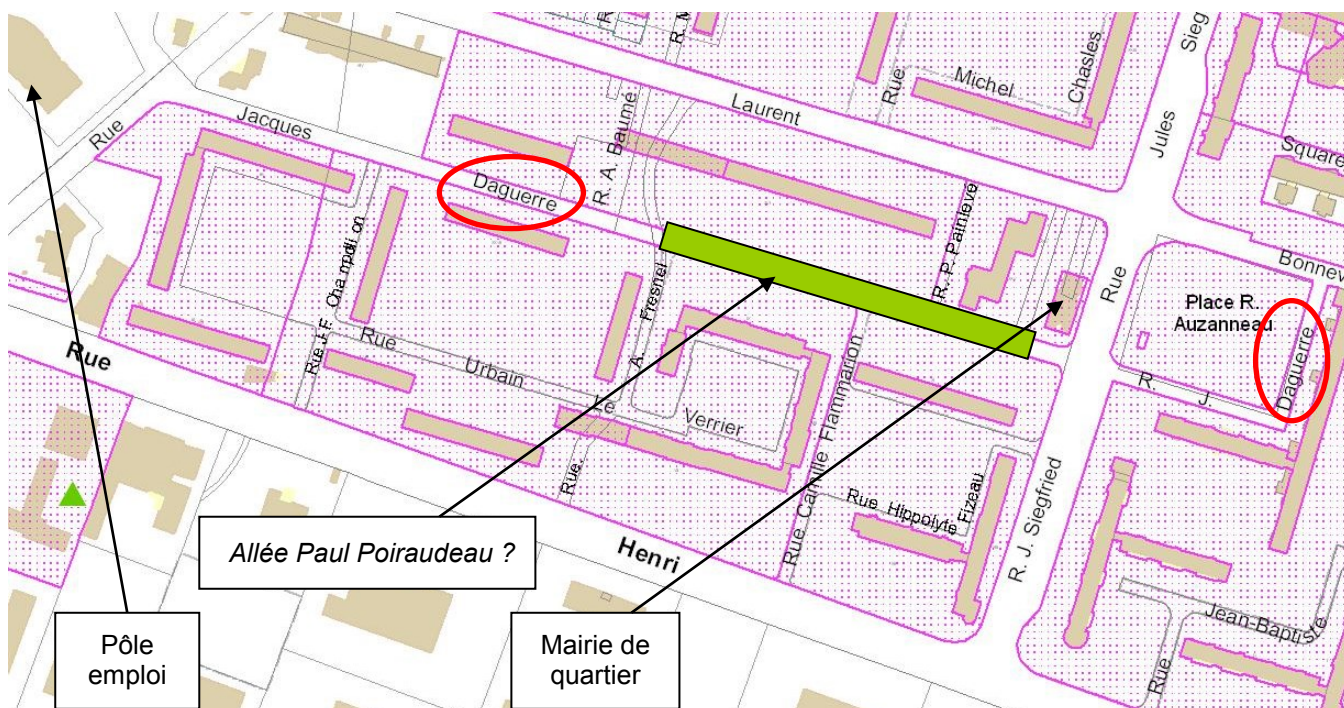 Sieg
R. M
Chasles
Michel
Rue
Laurent
Jules
Square
R. A. Baumé
Jacques
Rue
Daguerre
R. P. Painlevé
Bonnev
Rue
Place R.
Auzanneau
Daguerre
R. J.
Fresnel
A.
Rue J. F. Champollion
Rue Urbain Le Verrier
Rue
Rue Camille Flammarion
Rue.
Rue Hippolyte Fizeau
R. J. Siegfried
Henri
Allée Paul Poiraudeau ?
Jean-Baptiste
Rue
Pôle
emploi
Mairie de
quartier